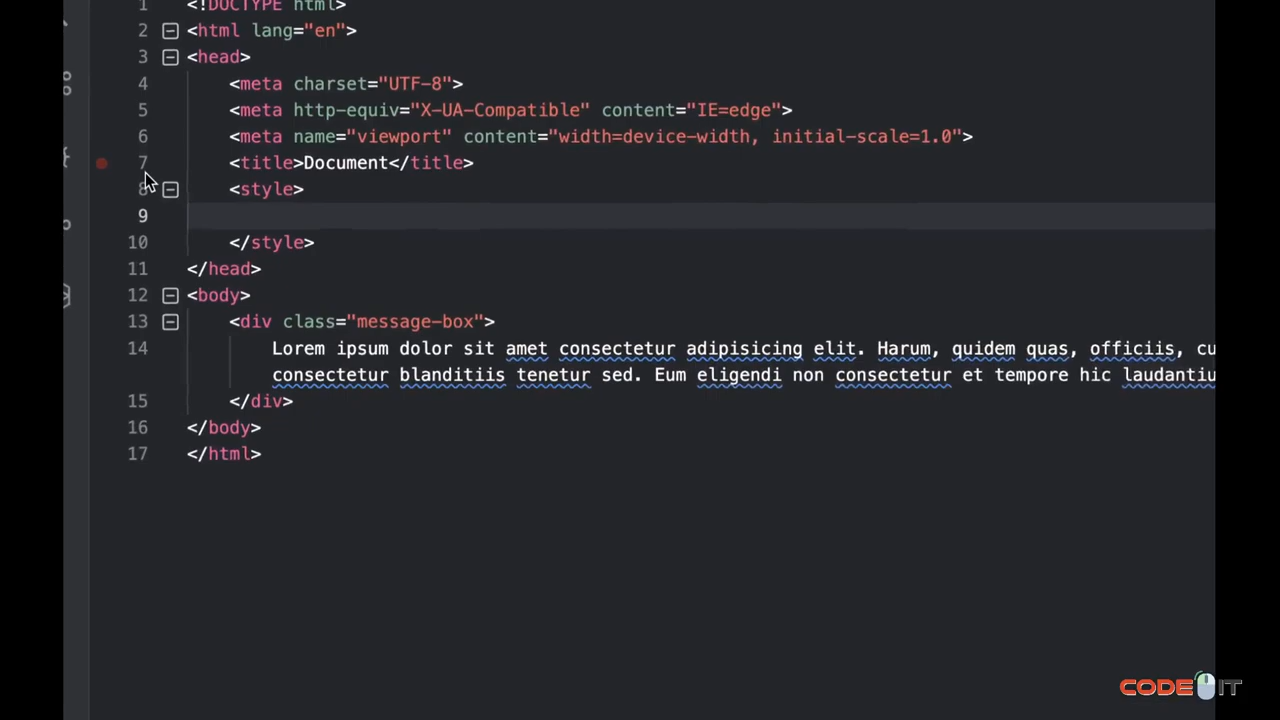 1 <!DOCTYPE html>
2 <html lang="en">
3 <head>
4 <meta charset="UTF-8">
5 <meta http-equiv="X-UA-Compatible" content="IE=edge">
6 <meta name="viewport" content="width=device-width, initial-scale=1.0">
7 <title>Document</title>
8 <style>
9
10 </style>
11 </head>
12 <body>
13 <div class="message-box">
14 Lorem ipsum dolor sit amet consectetur adipisicing elit. Harum, quidem quas, officiis, cu
consectetur blanditiis tenetur sed. Eum eligendi non consectetur et tempore hic laudantiu
15 </div>
16 </body>
17 </html>
CODE IT